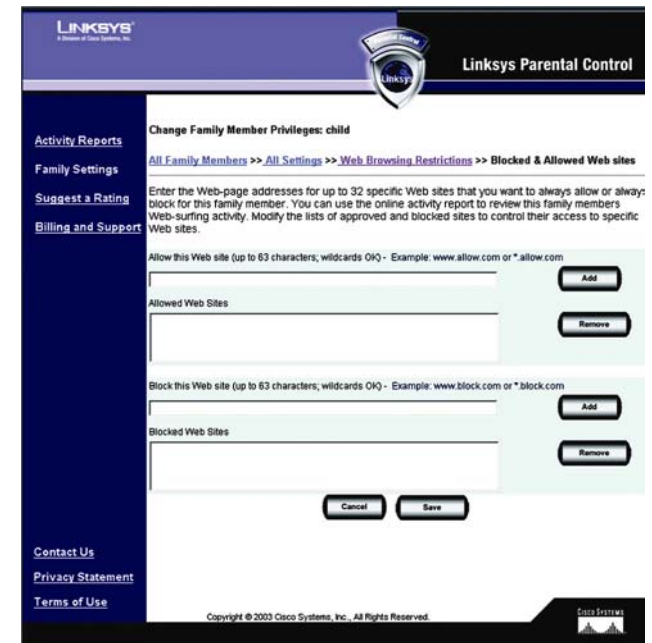 LINKSYS®
A Division of Cisco Systems, Inc.
Parental Control
Linksys
Linksys Parental Control
Activity Reports
Family Settings
Suggest a Rating
Billing and Support
Change Family Member Privileges: child
All Family Members >> All Settings >> Web Browsing Restrictions >> Blocked & Allowed Web sites
Enter the Web-page addresses for up to 32 specific Web sites that you want to always allow or always
block for this family member. You can use the online activity report to review this family members
Web-surfing activity. Modify the lists of approved and blocked sites to control their access to specific
Web sites.
Allow this Web site (up to 63 characters; wildcards OK) - Example: www.allow.com or *.allow.com
Add
Allowed Web Sites
Remove
Block this Web site (up to 63 characters; wildcards OK) - Example: www.block.com or *.block.com
Add
Blocked Web Sites
Remove
Cancel
Save
Contact Us
Privacy Statement
Terms of Use
Copyright © 2003 Cisco Systems, Inc., All Rights Reserved.
CISCO SYSTEMS